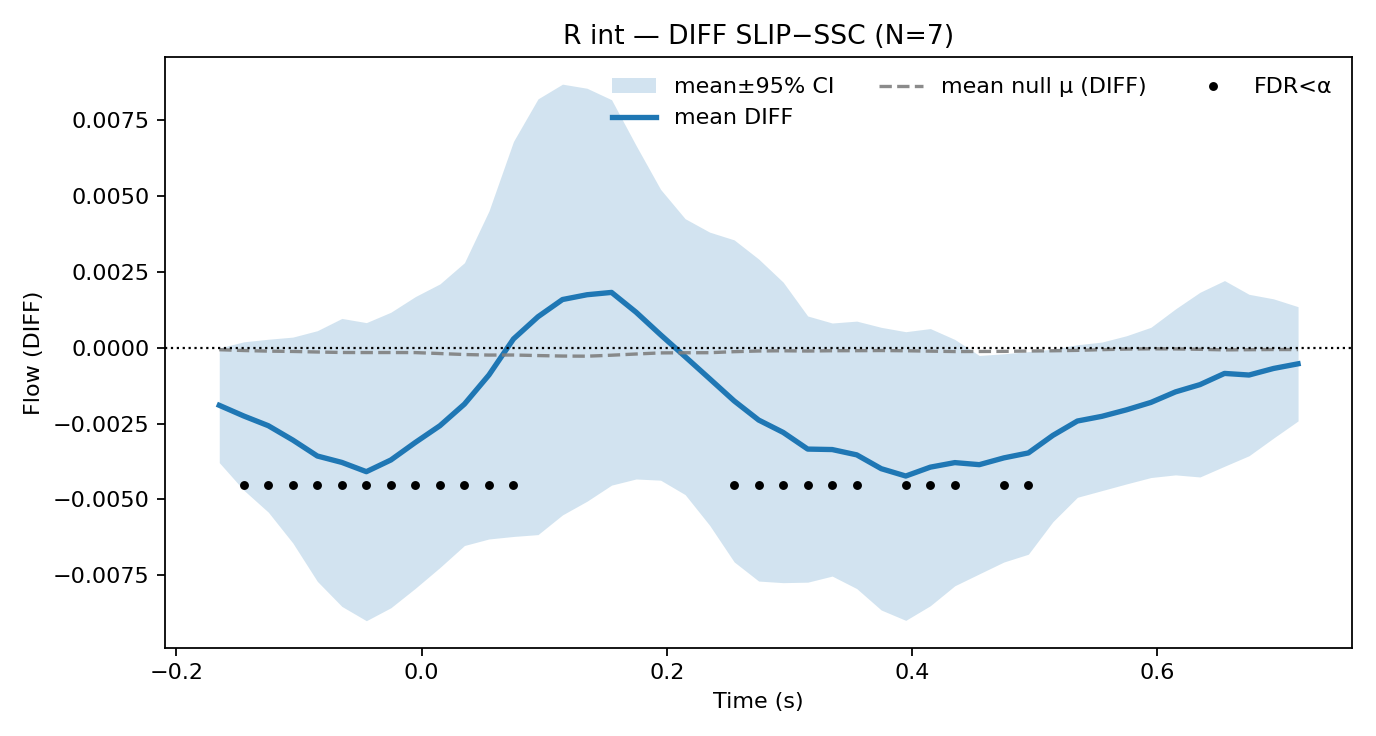 R int — DIFF SLIP−SSC (N=7)
mean±95% CI
mean DIFF
mean null μ (DIFF)
FDR<α
Flow (DIFF)
0.0075
0.0050
0.0025
0.0000
−0.0025
−0.0050
−0.0075
−0.2
0.0
0.2
0.4
0.6
Time (s)